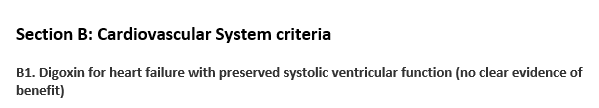 Section B: Cardiovascular System criteria
B1. Digoxin for heart failure with preserved systolic ventricular function (no clear evidence of
benefit)